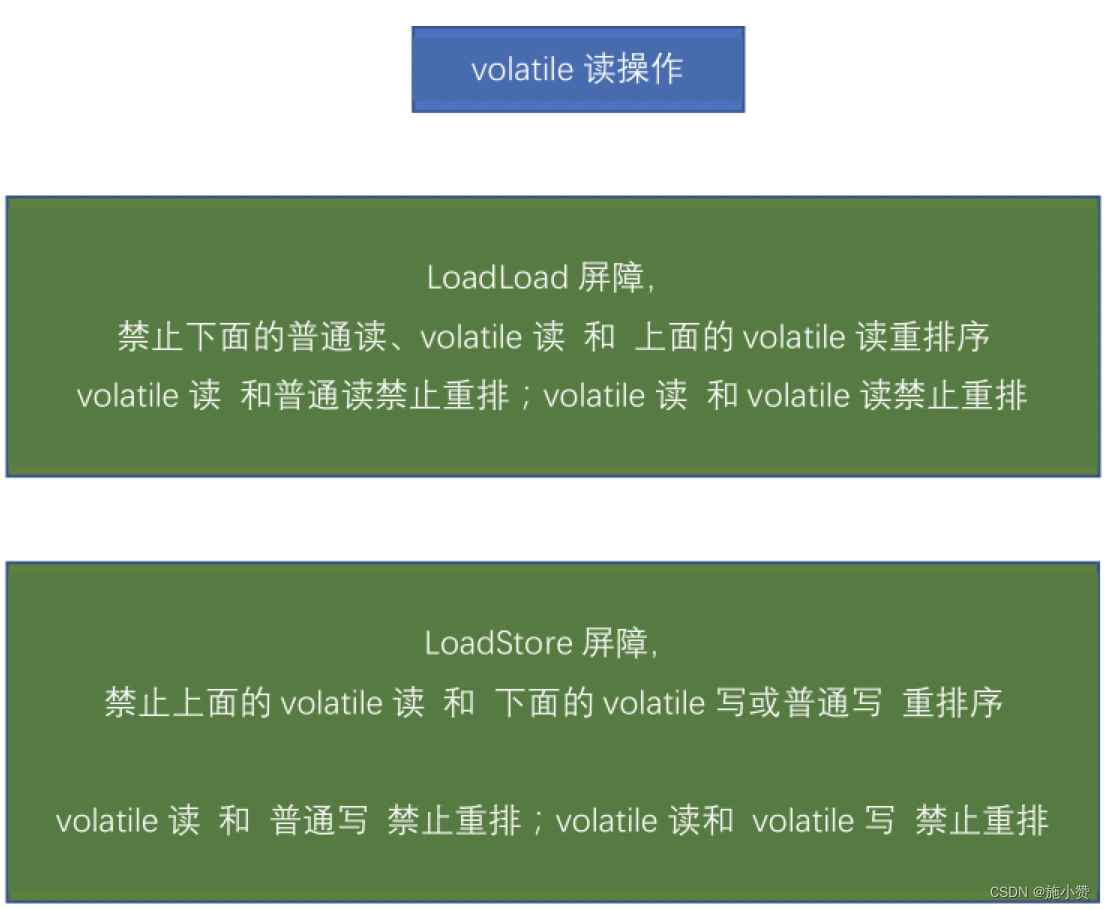 volatile 读操作
LoadLoad 屏障，
禁止下面的普通读、volatile 读 和 上面的 volatile 读重排序
volatile 读 和普通读禁止重排；volatile 读 和 volatile 读禁止重排
LoadStore 屏障，
禁止上面的 volatile 读 和 下面的 volatile 写或普通写 重排序
volatile 读 和 普通写 禁止重排；volatile 读和 volatile 写 禁止重排
CSDN @施小赞